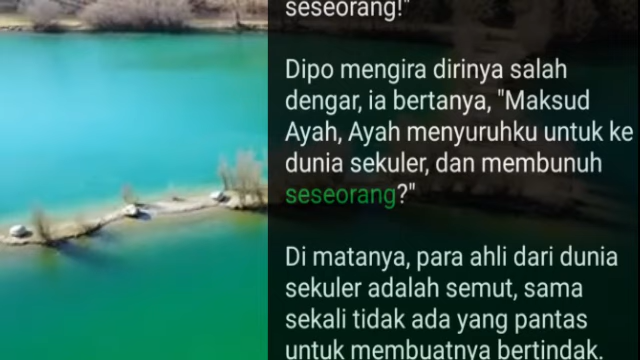 seseorang!"
Dipo mengira dirinya salah
dengar, ia bertanya, "Maksud
Ayah, Ayah menyuruhku untuk ke
dunia sekuler, dan membunuh
seseorang?"
Di matanya, para ahli dari dunia
sekuler adalah semut, sama
sekali tidak ada yang pantas
untuk membuatnya bertindak.